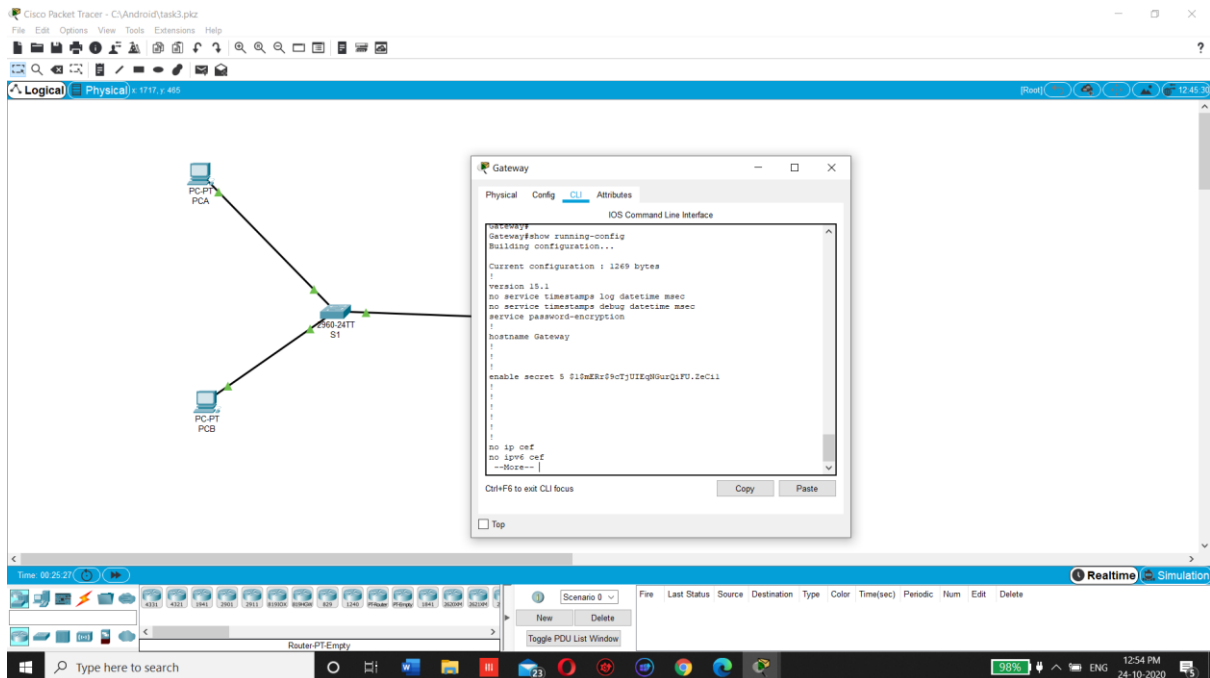 Cisco Packet Tracer - C:\Android\task3.pkz
File Edit Options View Tools Extensions Help
?
Logical Physical x: 1717, y: 465 [Root] 12:45:30
PC-PT
PCA
2960-24TT
S1
PC-PT
PCB
Gateway
Physical Config CLI Attributes
IOS Command Line Interface
Gateway#
Gateway#show running-config
Building configuration...
Current configuration : 1269 bytes
!
version 15.1
no service timestamps log datetime msec
no service timestamps debug datetime msec
service password-encryption
!
hostname Gateway
!
!
!
enable secret 5 $1$mERr$9cTjUIEqNGurQiFU.ZeCi1
!
!
!
!
!
!
no ip cef
no ipv6 cef
--More--
Ctrl+F6 to exit CLI focus Copy Paste
Top
Time: 00:25:27 Realtime Simulation
4331 4321 1941 2901 2911 819IOX 819HGW 829 1240 PT-Router PT-Empty 1841 2620XM 2621XM
Router-PT-Empty
Scenario 0
New Delete
Toggle PDU List Window
Fire Last Status Source Destination Type Color Time(sec) Periodic Num Edit Delete
Type here to search
23
98% ENG 12:54 PM
24-10-2020
5